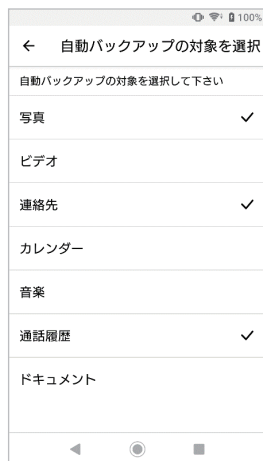 100%
自動バックアップの対象を選択
自動バックアップの対象を選択して下さい
写真
ビデオ
連絡先
カレンダー
音楽
通話履歴
ドキュメント